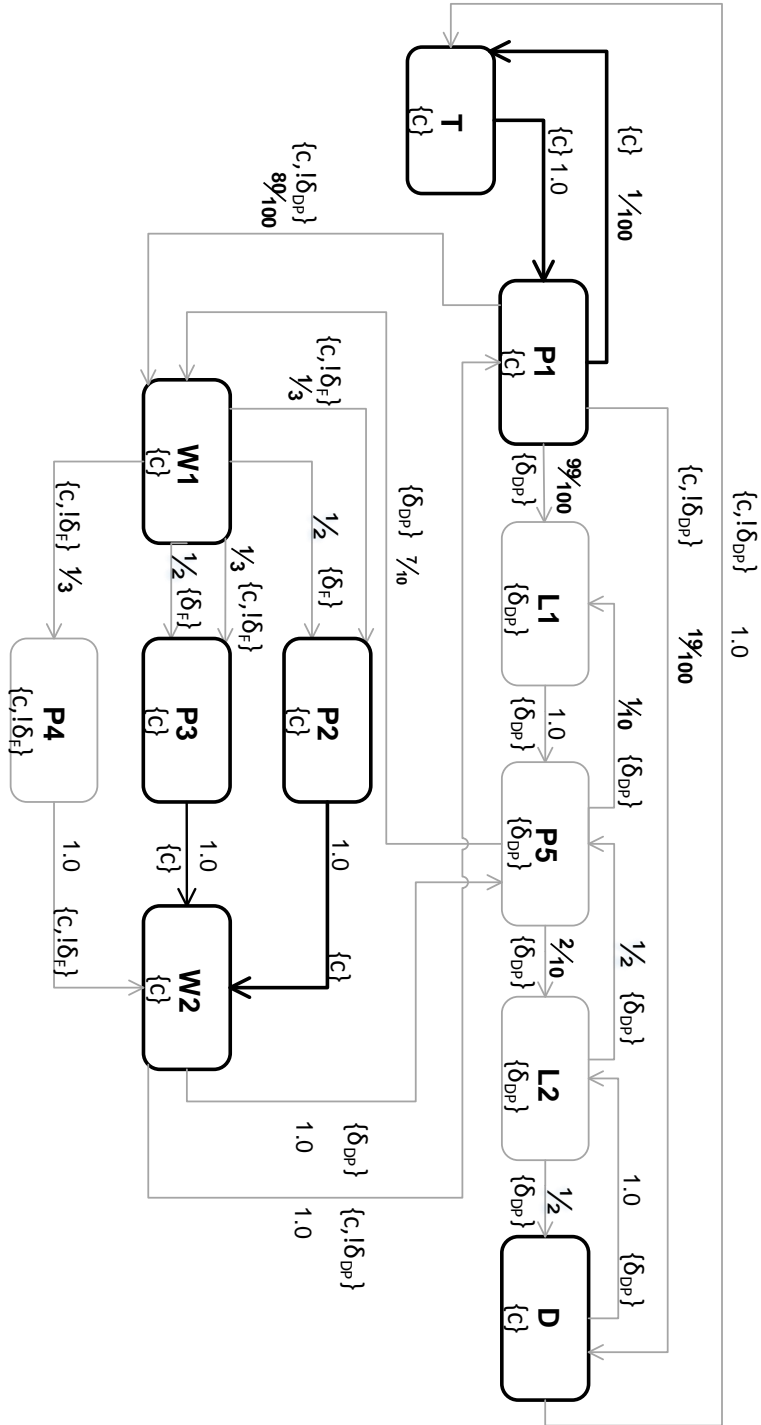 {c,!δDP} 1.0
{c,!δDP} 19/100
1.0 {δDP}
{c} 1/100
1/10 {δDP}
1/2 {δDP}
{c} 1.0
99/100
{δDP}
1.0
{δDP}
2/10
{δDP}
1/2
{δDP}
T
{c}
P1
{c}
L1
{δDP}
P5
{δDP}
L2
{δDP}
D
{c}
{δDP} 7/10
{c,!δDP}
80/100
{c,!δF}
1/3
1/2 {δF}
1/3 {c,!δF}
1/2 {δF}
{c,!δF} 1/3
P2
{c}
1.0
{c}
W1
{c}
P3
{c}
1.0
{c}
W2
{c}
P4
{c,!δF}
1.0 {c,!δF}
{δDP}
1.0
{c,!δDP}
1.0